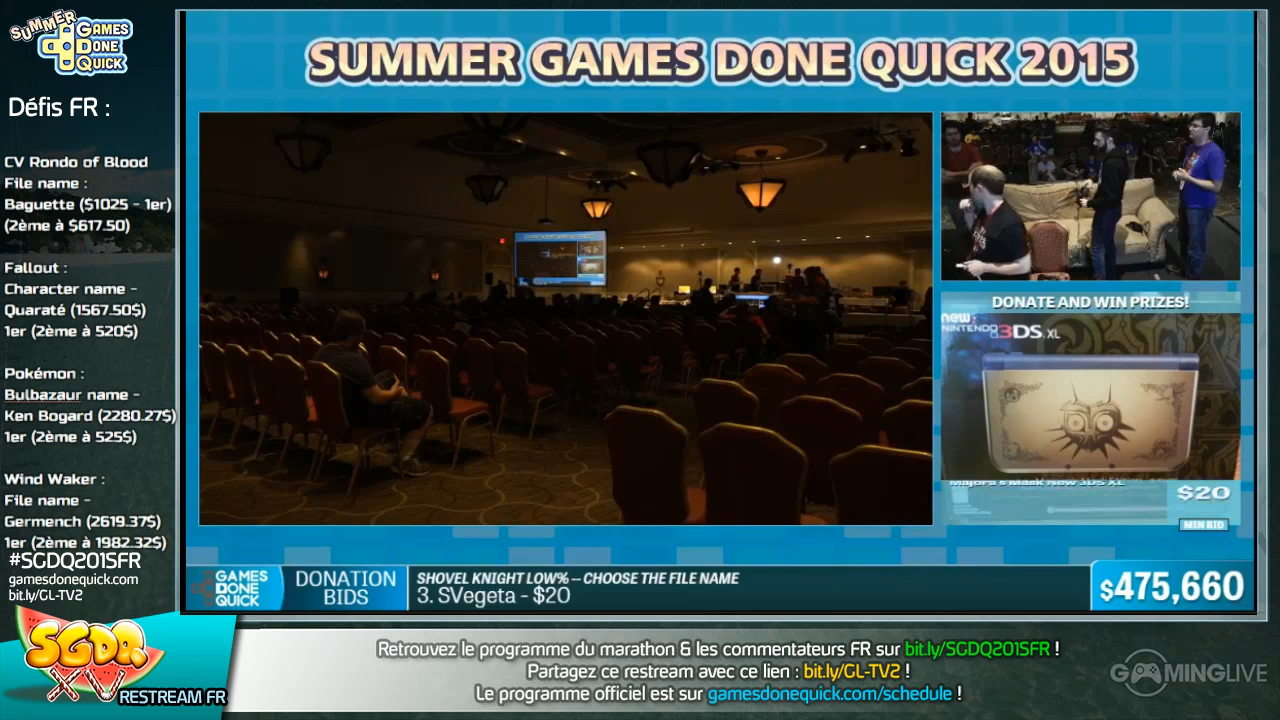 SUMMER
GAMES
DONE
QUICK
Défis FR :
CV Rondo of Blood
File name :
Baguette ($1025 - 1er)
(2ème à $617.50)
Fallout :
Character name -
Quaraté (1567.50$)
1er (2ème à 520$)
Pokémon :
Bulbazaur name -
Ken Bogard (2280.27$)
1er (2ème à 525$)
Wind Waker :
File name -
Germench (2619.37$)
1er (2ème à 1982.32$)
#SGDQ2015FR
gamesdonequick.com
bit.ly/GL-TV2
SUMMER GAMES DONE QUICK 2015
DONATE AND WIN PRIZES!
new
NINTENDO
3DS XL
Majora's Mask New 3DS XL
$20
MIN BID
GAMES
DONE
QUICK
DONATION
BIDS
SHOVEL KNIGHT LOW% -- CHOOSE THE FILE NAME
3. SVegeta - $20
$475,660
SGDQ
XV
RESTREAM FR
Retrouvez le programme du marathon & les commentateurs FR sur bit.ly/SGDQ2015FR !
Partagez ce restream avec ce lien : bit.ly/GL-TV2 !
Le programme officiel est sur gamesdonequick.com/schedule !
GAMINGLIVE